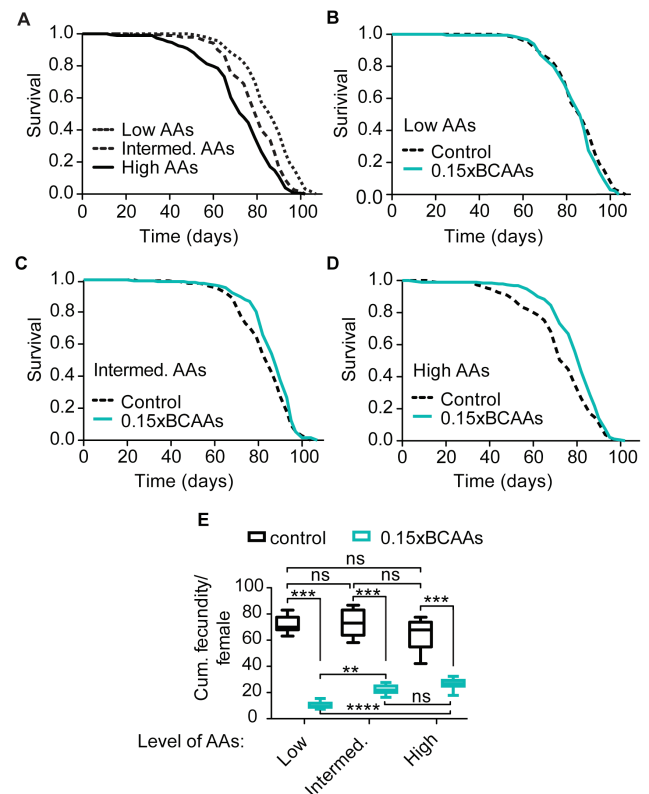 A
Survival
1.0
0.8
0.6
0.4
0.2
0.0
Low AAs
Intermed. AAs
High AAs
0 20 40 60 80 100
Time (days)
B
Survival
1.0
0.8
0.6
0.4
0.2
0.0
Low AAs
Control
0.15xBCAAs
0 20 40 60 80 100
Time (days)
C
Survival
1.0
0.8
0.6
0.4
0.2
0.0
Intermed. AAs
Control
0.15xBCAAs
0 20 40 60 80 100
Time (days)
D
Survival
1.0
0.8
0.6
0.4
0.2
0.0
High AAs
Control
0.15xBCAAs
0 20 40 60 80 100
Time (days)
E
control 0.15xBCAAs
ns
ns ns
*** *** ***
**
ns
****
Cum. fecundity/
female
100
80
60
40
20
0
Level of AAs:
Low
Intermed.
High